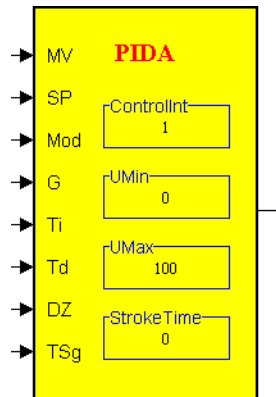 MV PIDA
SP
ControlInt
1
Mod
G
UMin
0
Ti
UMax
Td
100
DZ
StrokeTime
0
TSg